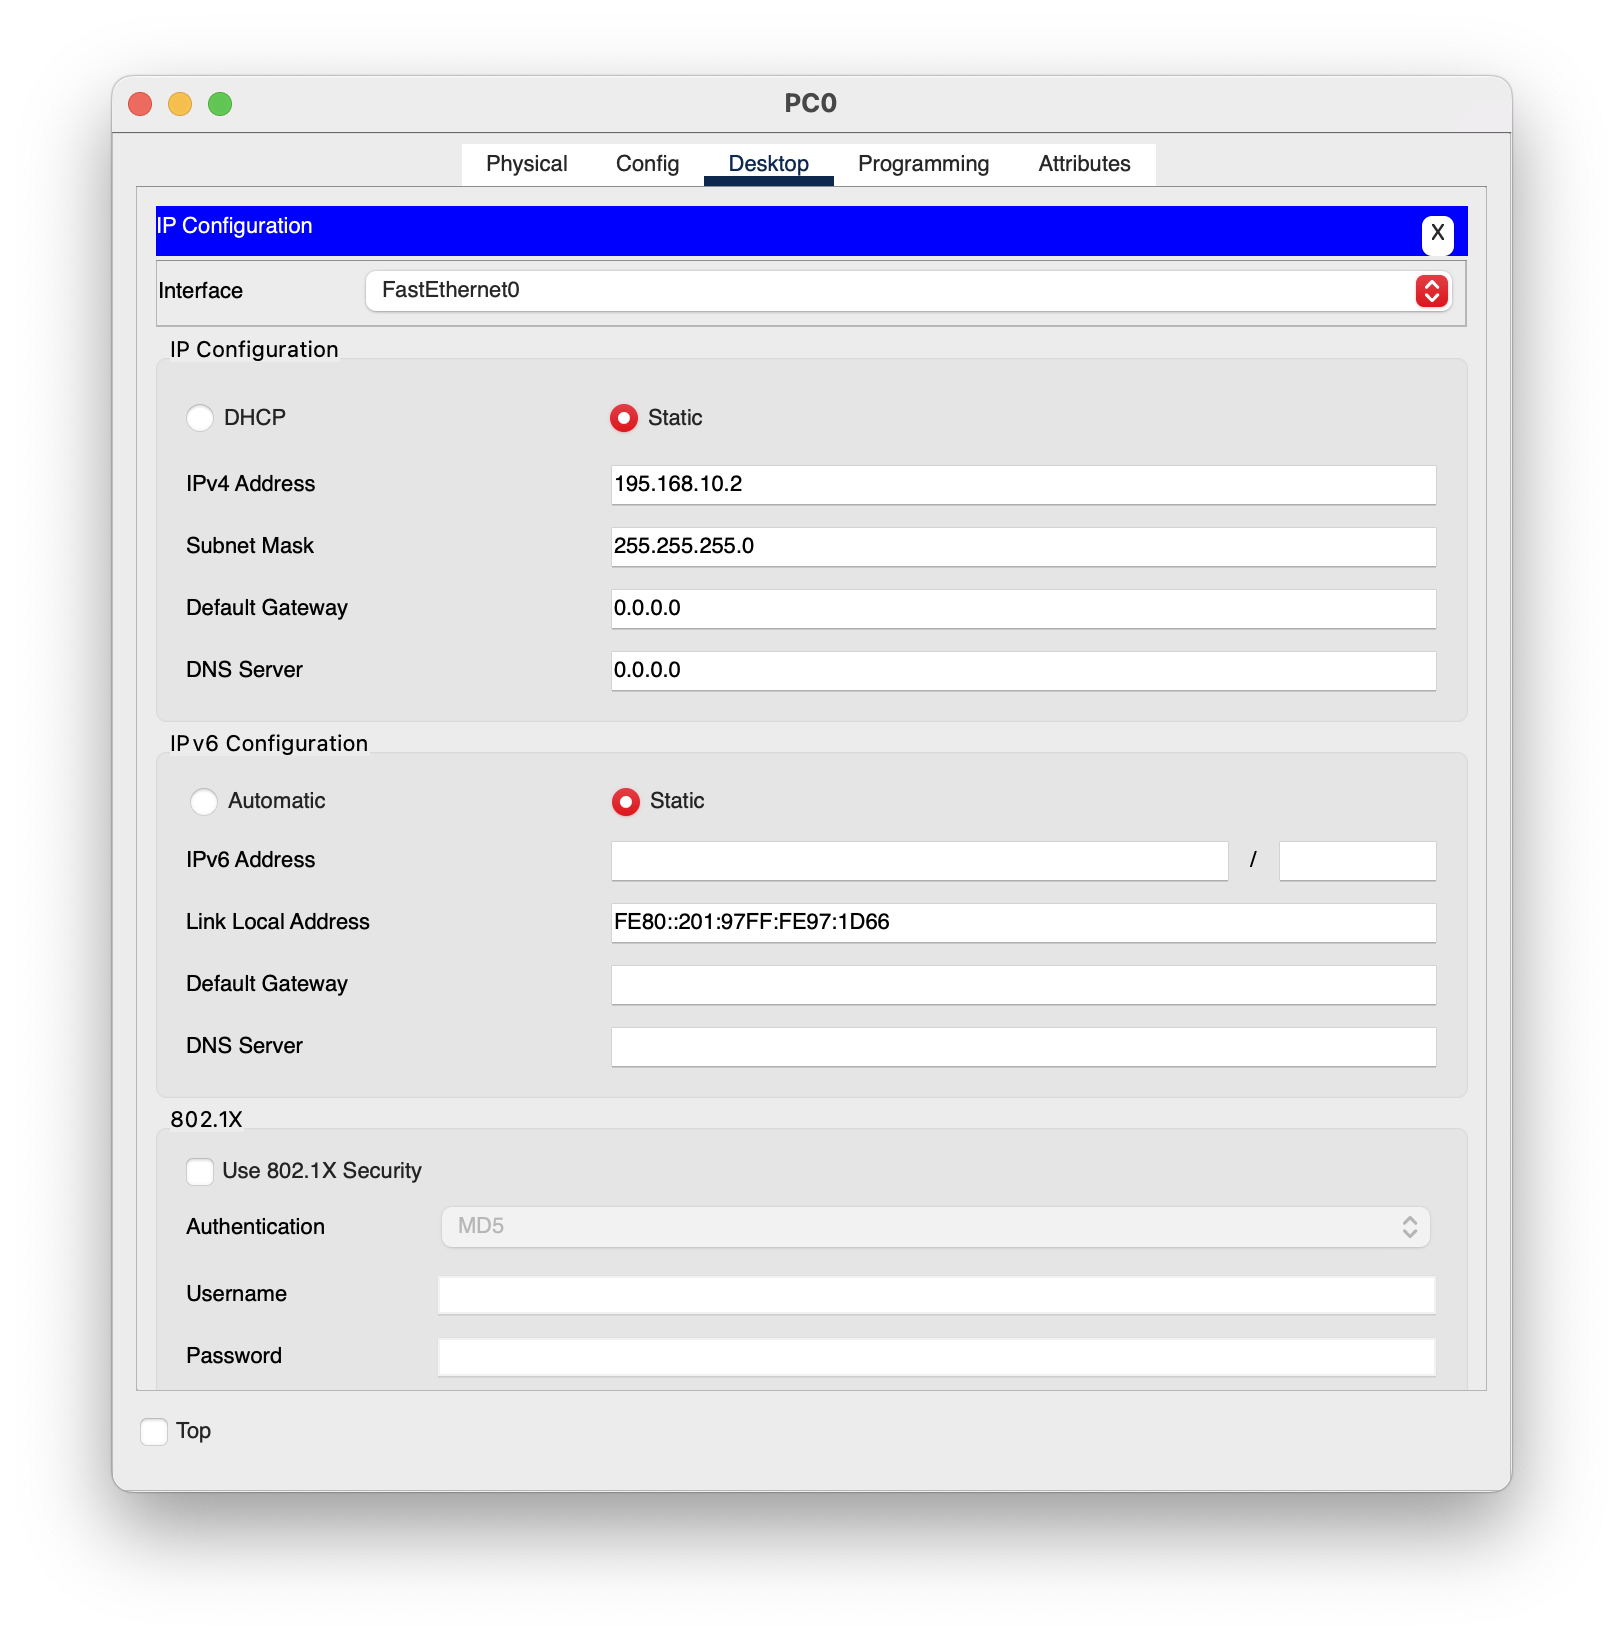 PC0
Physical Config Desktop Programming Attributes
IP Configuration
X
Interface FastEthernet0
IP Configuration
DHCP Static
IPv4 Address 195.168.10.2
Subnet Mask 255.255.255.0
Default Gateway 0.0.0.0
DNS Server 0.0.0.0
IPv6 Configuration
Automatic Static
IPv6 Address /
Link Local Address FE80::201:97FF:FE97:1D66
Default Gateway
DNS Server
802.1X
Use 802.1X Security
Authentication MD5
Username
Password
Top